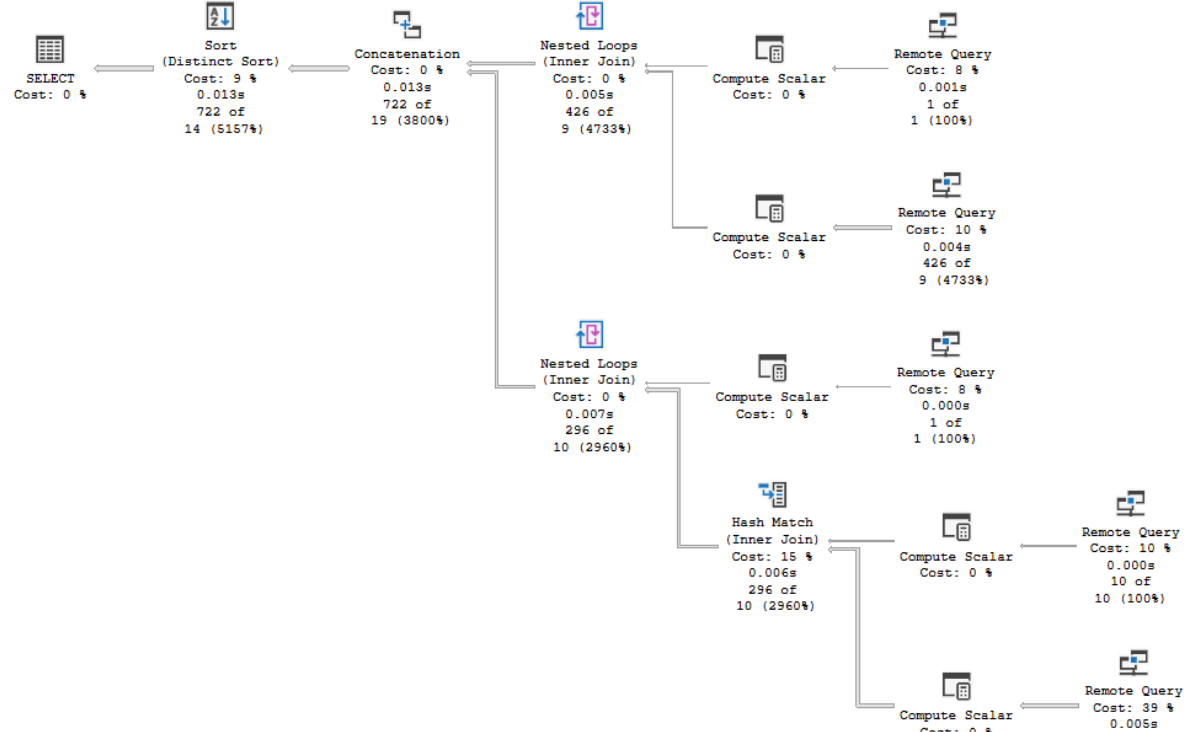 SELECT
Cost: 0 %
Sort
(Distinct Sort)
Cost: 9 %
0.013s
722 of
14 (5157%)
Concatenation
Cost: 0 %
0.013s
722 of
19 (3800%)
Nested Loops
(Inner Join)
Cost: 0 %
0.005s
426 of
9 (4733%)
Compute Scalar
Cost: 0 %
Remote Query
Cost: 8 %
0.001s
1 of
1 (100%)
Compute Scalar
Cost: 0 %
Remote Query
Cost: 10 %
0.004s
426 of
9 (4733%)
Nested Loops
(Inner Join)
Cost: 0 %
0.007s
296 of
10 (2960%)
Compute Scalar
Cost: 0 %
Remote Query
Cost: 8 %
0.000s
1 of
1 (100%)
Hash Match
(Inner Join)
Cost: 15 %
0.006s
296 of
10 (2960%)
Compute Scalar
Cost: 0 %
Remote Query
Cost: 10 %
0.000s
10 of
10 (100%)
Compute Scalar
Cost: 0 %
Remote Query
Cost: 39 %
0.005s